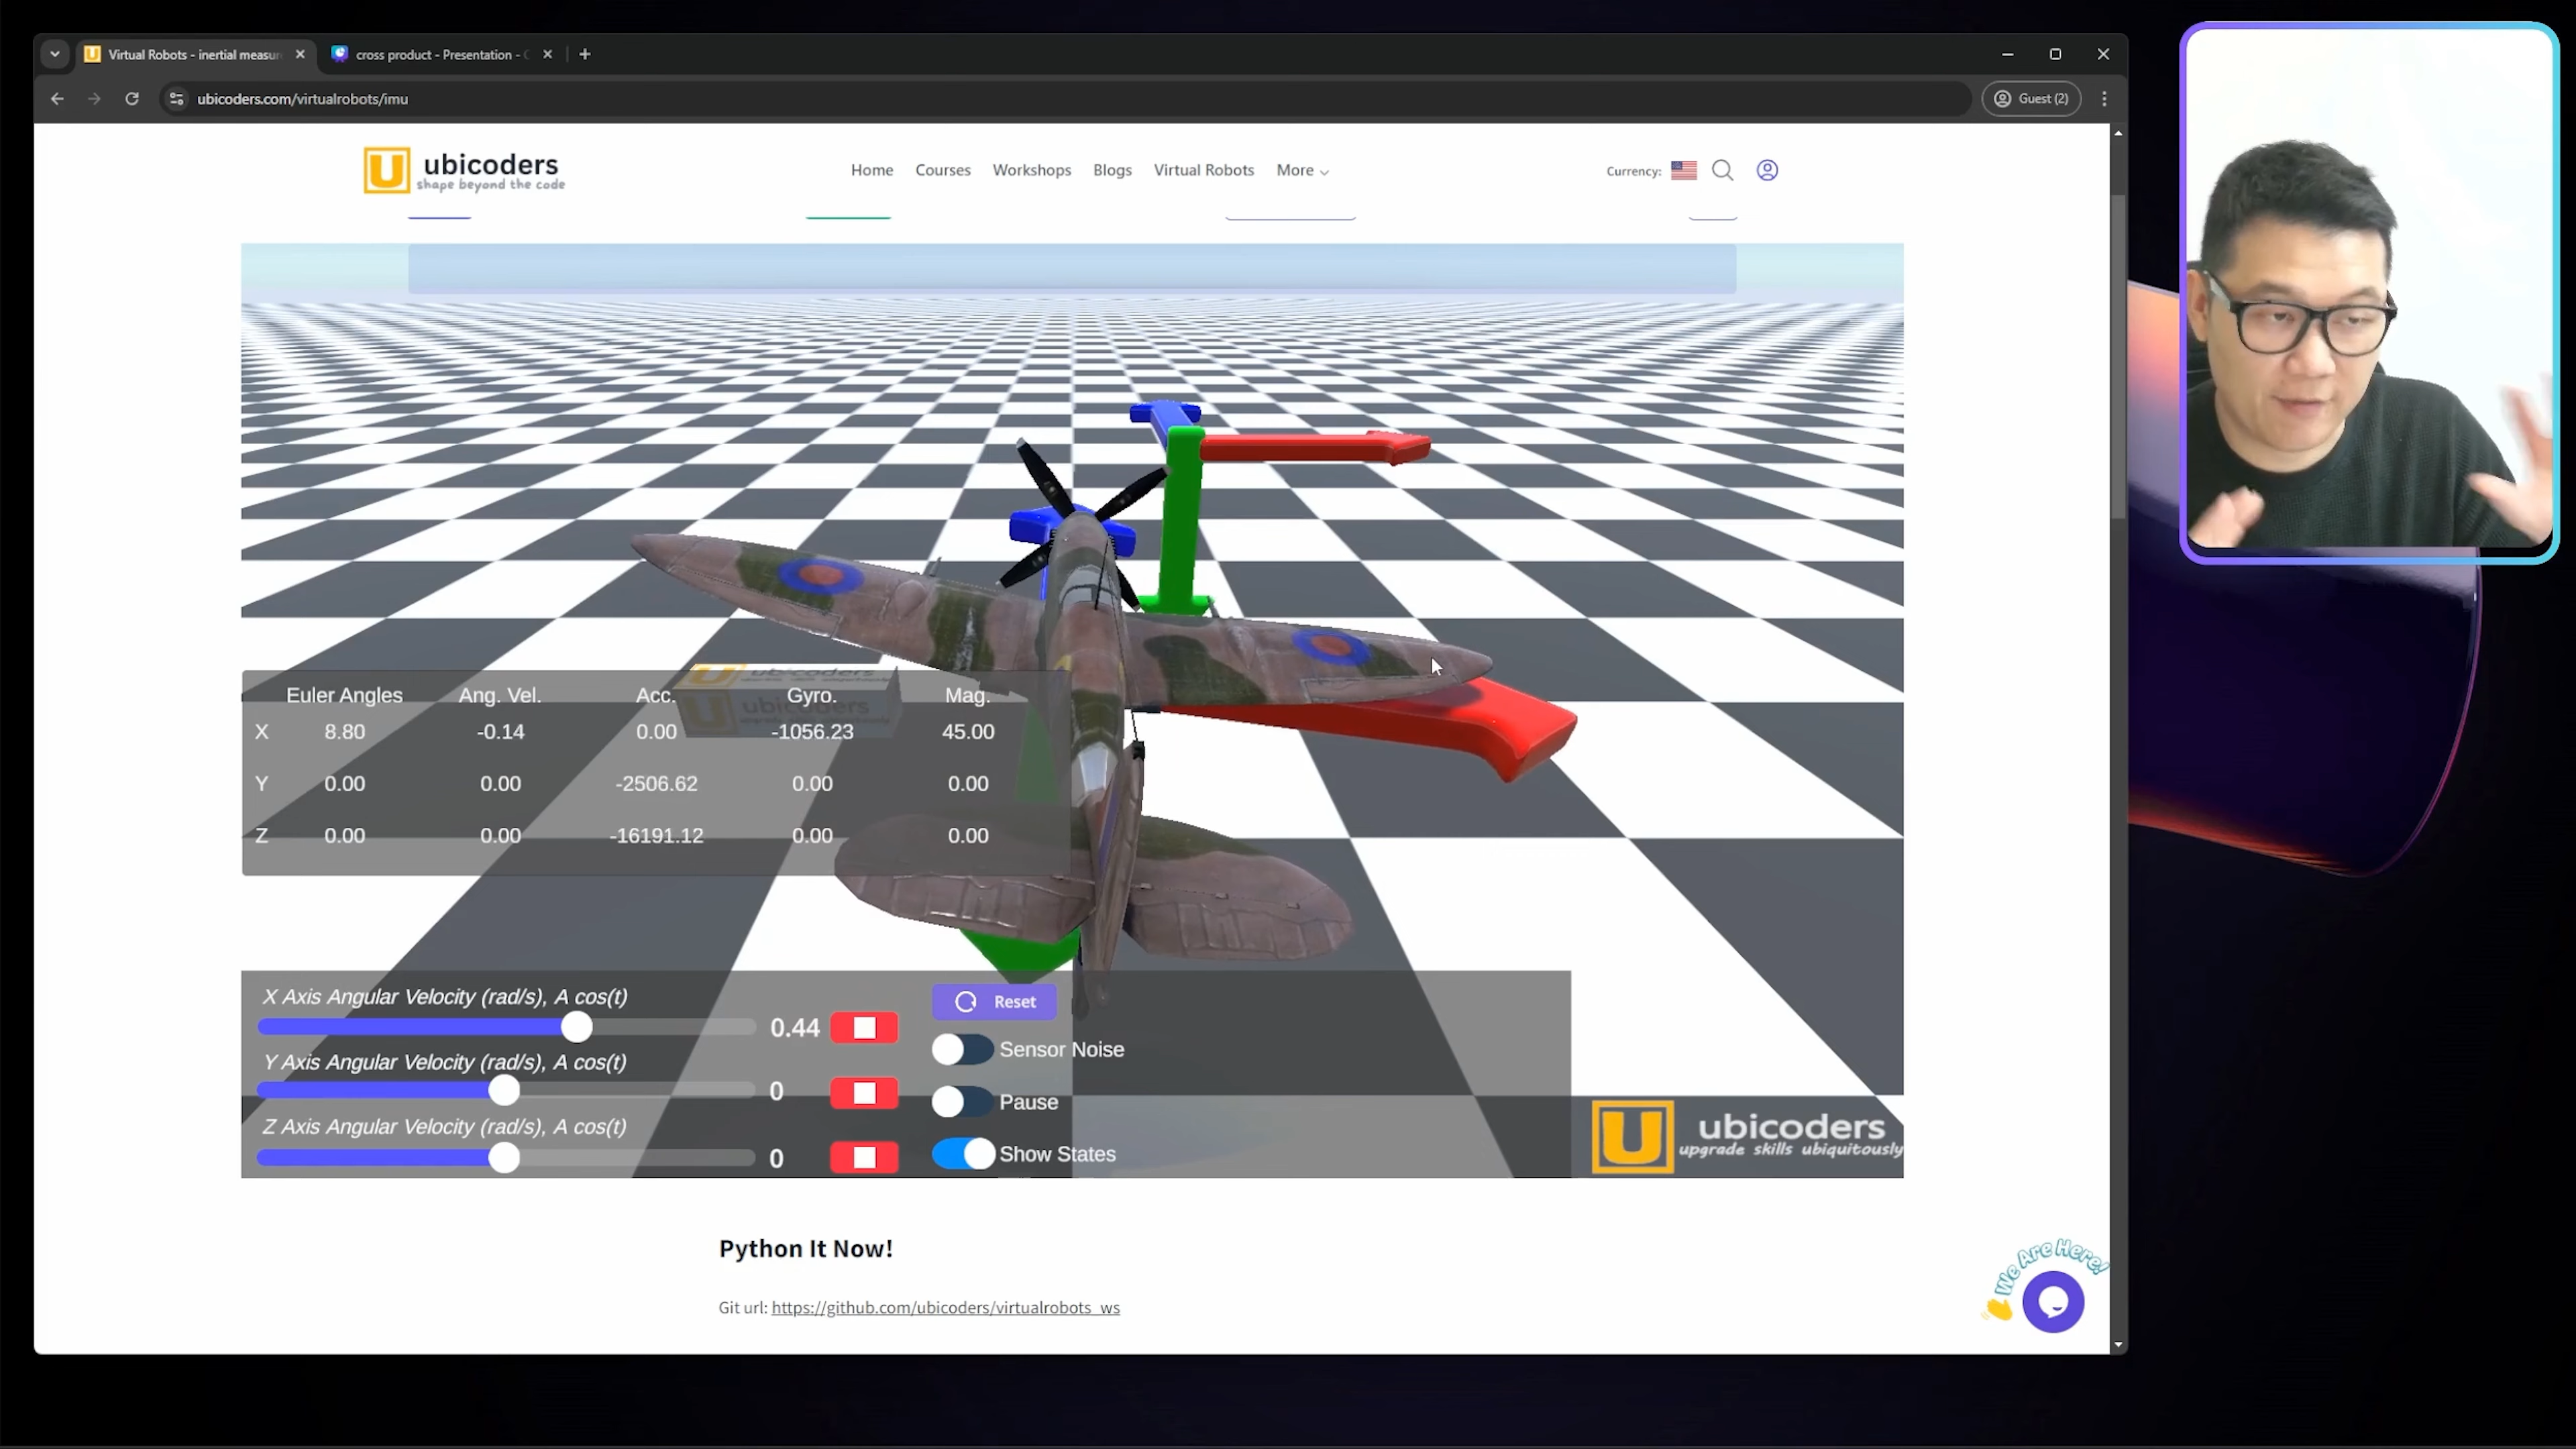 Virtual Robots - inertial measur
cross product - Presentation - C
ubicoders.com/virtualrobots/imu
Guest (2)
U ubicoders
shape beyond the code
Home Courses Workshops Blogs Virtual Robots More
Currency:
ubicoders
ubicoders
Euler Angles Ang. Vel. Acc. Gyro. Mag.
X 8.80 -0.14 0.00 -1056.23 45.00
Y 0.00 0.00 -2506.62 0.00 0.00
Z 0.00 0.00 -16191.12 0.00 0.00
X Axis Angular Velocity (rad/s), A cos(t)
0.44
Y Axis Angular Velocity (rad/s), A cos(t)
0
Z Axis Angular Velocity (rad/s), A cos(t)
0
Reset
Sensor Noise
Pause
Show States
U ubicoders
upgrade skills ubiquitously
Python It Now!
Git url: https://github.com/ubicoders/virtualrobots_ws
We Are Here!